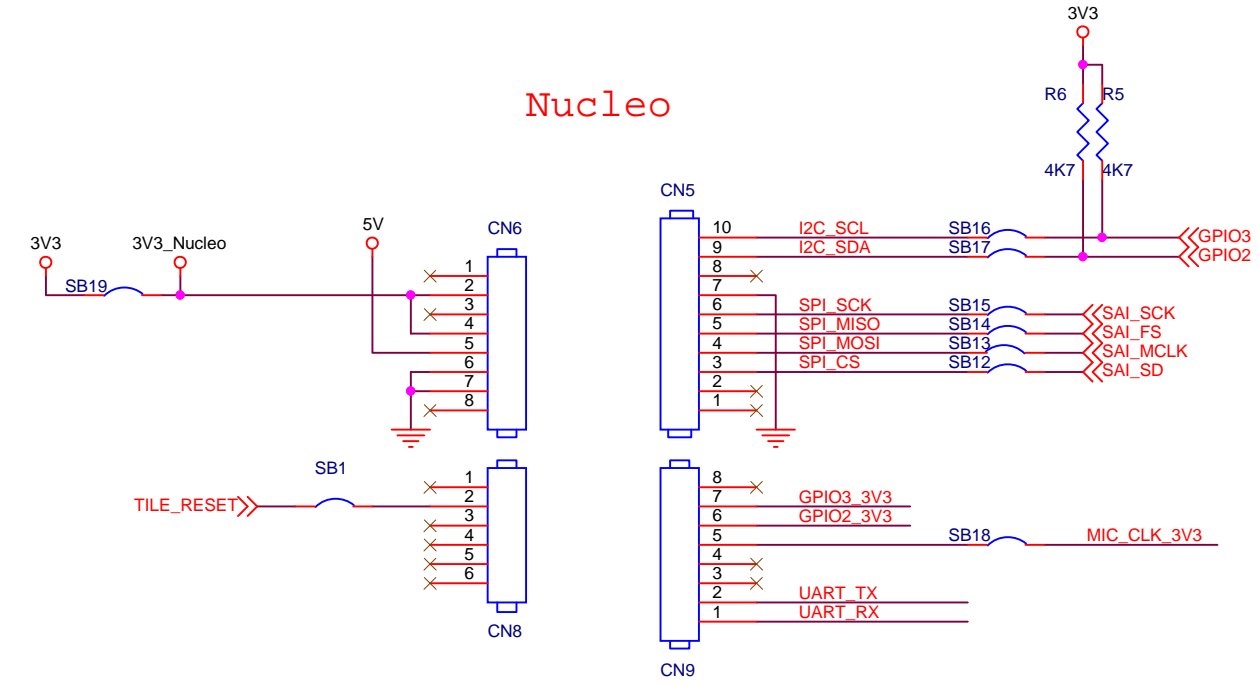 3V3
Nucleo
R6 R5
4K7 4K7
CN5
5V
CN6
3V3 3V3_Nucleo
SB19
1
2
3
4
5
6
7
8
10 I2C_SCL SB16 GPIO3
9 I2C_SDA SB17 GPIO2
8
7
6 SPI_SCK SB15 SAI_SCK
5 SPI_MISO SB14 SAI_FS
4 SPI_MOSI SB13 SAI_MCLK
3 SPI_CS SB12 SAI_SD
2
1
SB1
TILE_RESET
1
2
3
4
5
6
CN8
8
7 GPIO3_3V3
6 GPIO2_3V3
5 SB18 MIC_CLK_3V3
4
3
2 UART_TX
1 UART_RX
CN9